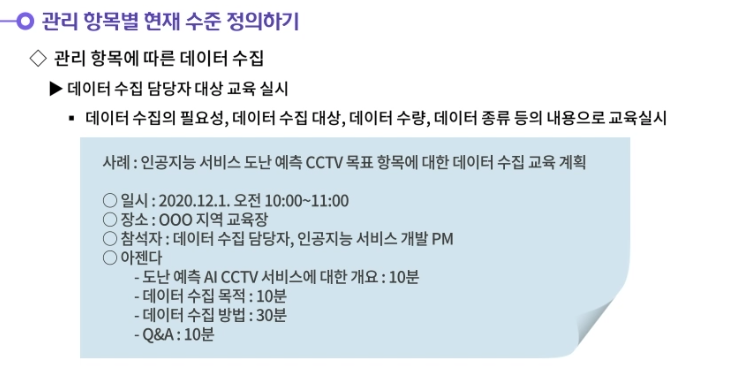 관리 항목별 현재 수준 정의하기
◇ 관리 항목에 따른 데이터 수집
▶ 데이터 수집 담당자 대상 교육 실시
▪ 데이터 수집의 필요성, 데이터 수집 대상, 데이터 수량, 데이터 종류 등의 내용으로 교육실시
사례 : 인공지능 서비스 도난 예측 CCTV 목표 항목에 대한 데이터 수집 교육 계획
○ 일시 : 2020.12.1. 오전 10:00~11:00
○ 장소 : OOO 지역 교육장
○ 참석자 : 데이터 수집 담당자, 인공지능 서비스 개발 PM
○ 아젠다
- 도난 예측 AI CCTV 서비스에 대한 개요 : 10분
- 데이터 수집 목적 : 10분
- 데이터 수집 방법 : 30분
- Q&A : 10분